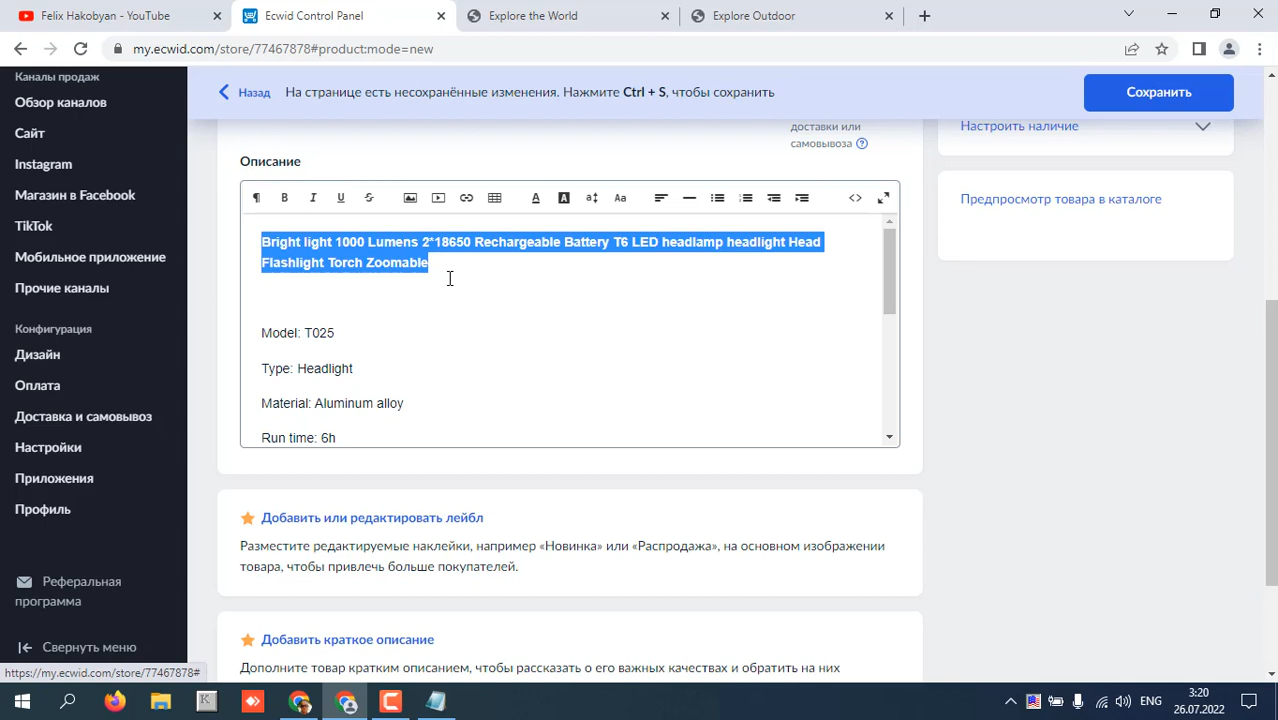 Felix Hakobyan - YouTube
Ecwid Control Panel
Explore the World
Explore Outdoor
my.ecwid.com/store/77467878#product:mode=new
Каналы продаж
Обзор каналов
Сайт
Instagram
Магазин в Facebook
TikTok
Мобильное приложение
Прочие каналы
Конфигурация
Дизайн
Оплата
Доставка и самовывоз
Настройки
Приложения
Профиль
Реферальная
программа
Свернуть меню
https://my.ecwid.com/store/77467878#
Назад
На странице есть несохранённые изменения. Нажмите Ctrl + S, чтобы сохранить
Сохранить
доставки или
самовывоза
Настроить наличие
Предпросмотр товара в каталоге
Описание
Bright light 1000 Lumens 2*18650 Rechargeable Battery T6 LED headlamp headlight Head
Flashlight Torch Zoomable
Model: T025
Type: Headlight
Material: Aluminum alloy
Run time: 6h
Добавить или редактировать лейбл
Разместите редактируемые наклейки, например «Новинка» или «Распродажа», на основном изображении
товара, чтобы привлечь больше покупателей.
Добавить краткое описание
Дополните товар кратким описанием, чтобы рассказать о его важных качествах и обратить на них
ENG
3:20
26.07.2022